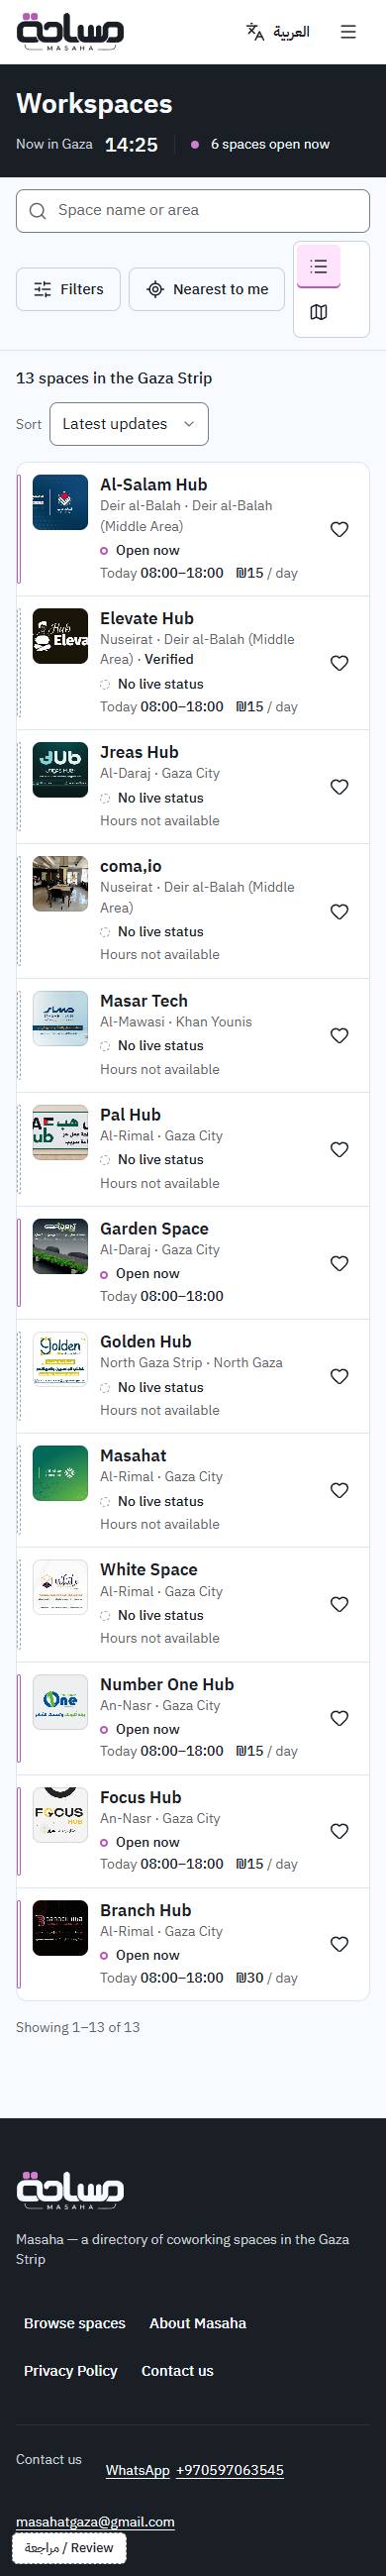 مساحة
MASAHA
العربية
Workspaces
Now in Gaza 14:25 6 spaces open now
Space name or area
Filters
Nearest to me
13 spaces in the Gaza Strip
Sort Latest updates
Al-Salam Hub
Deir al-Balah · Deir al-Balah
(Middle Area)
Open now
Today 08:00–18:00 ₪15 / day
Elevate Hub
Nuseirat · Deir al-Balah (Middle
Area) · Verified
No live status
Today 08:00–18:00 ₪15 / day
Jreas Hub
Al-Daraj · Gaza City
No live status
Hours not available
coma,io
Nuseirat · Deir al-Balah (Middle
Area)
No live status
Hours not available
Masar Tech
Al-Mawasi · Khan Younis
No live status
Hours not available
Pal Hub
Al-Rimal · Gaza City
No live status
Hours not available
Garden Space
Al-Daraj · Gaza City
Open now
Today 08:00–18:00
Golden Hub
North Gaza Strip · North Gaza
No live status
Hours not available
Masahat
Al-Rimal · Gaza City
No live status
Hours not available
White Space
Al-Rimal · Gaza City
No live status
Hours not available
Number One Hub
An-Nasr · Gaza City
Open now
Today 08:00–18:00 ₪15 / day
Focus Hub
An-Nasr · Gaza City
Open now
Today 08:00–18:00 ₪15 / day
Branch Hub
Al-Rimal · Gaza City
Open now
Today 08:00–18:00 ₪30 / day
Showing 1–13 of 13
مساحة
MASAHA
Masaha — a directory of coworking spaces in the Gaza
Strip
Browse spaces About Masaha
Privacy Policy Contact us
Contact us WhatsApp +970597063545
masahatgaza@gmail.com
مراجعة / Review